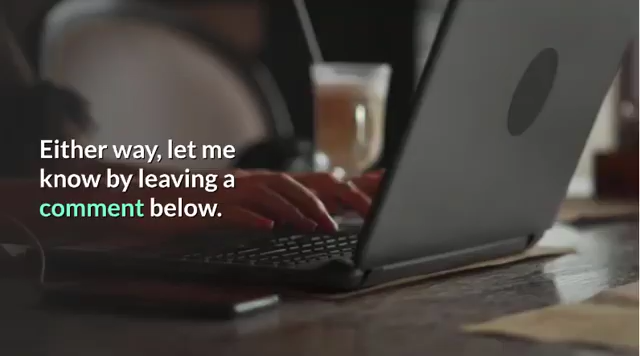 Either way, let me
know by leaving a
comment below.